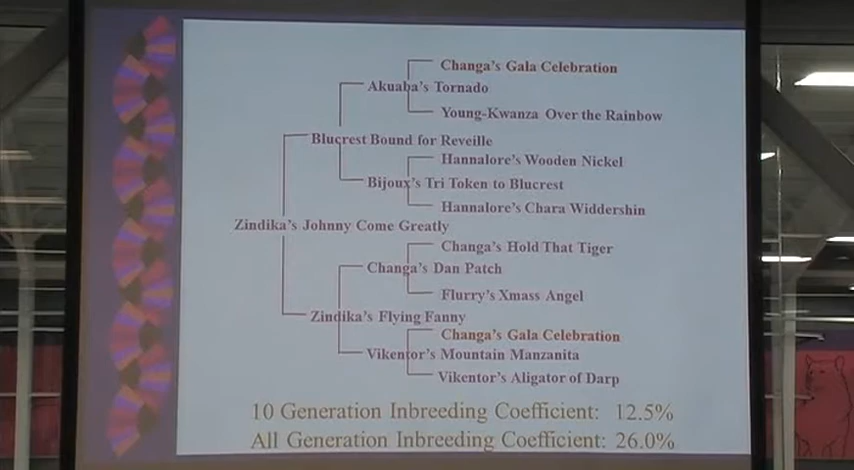 Changa's Gala Celebration
Akuaba's Tornado
Young-Kwanza Over the Rainbow
Blucrest Bound for Reveille
Hannalore's Wooden Nickel
Bijoux's Tri Token to Blucrest
Hannalore's Chara Widdershin
Zindika's Johnny Come Greatly
Changa's Hold That Tiger
Changa's Dan Patch
Flurry's Xmass Angel
Zindika's Flying Fanny
Changa's Gala Celebration
Vikentor's Mountain Manzanita
Vikentor's Aligator of Darp
10 Generation Inbreeding Coefficient: 12.5%
All Generation Inbreeding Coefficient: 26.0%